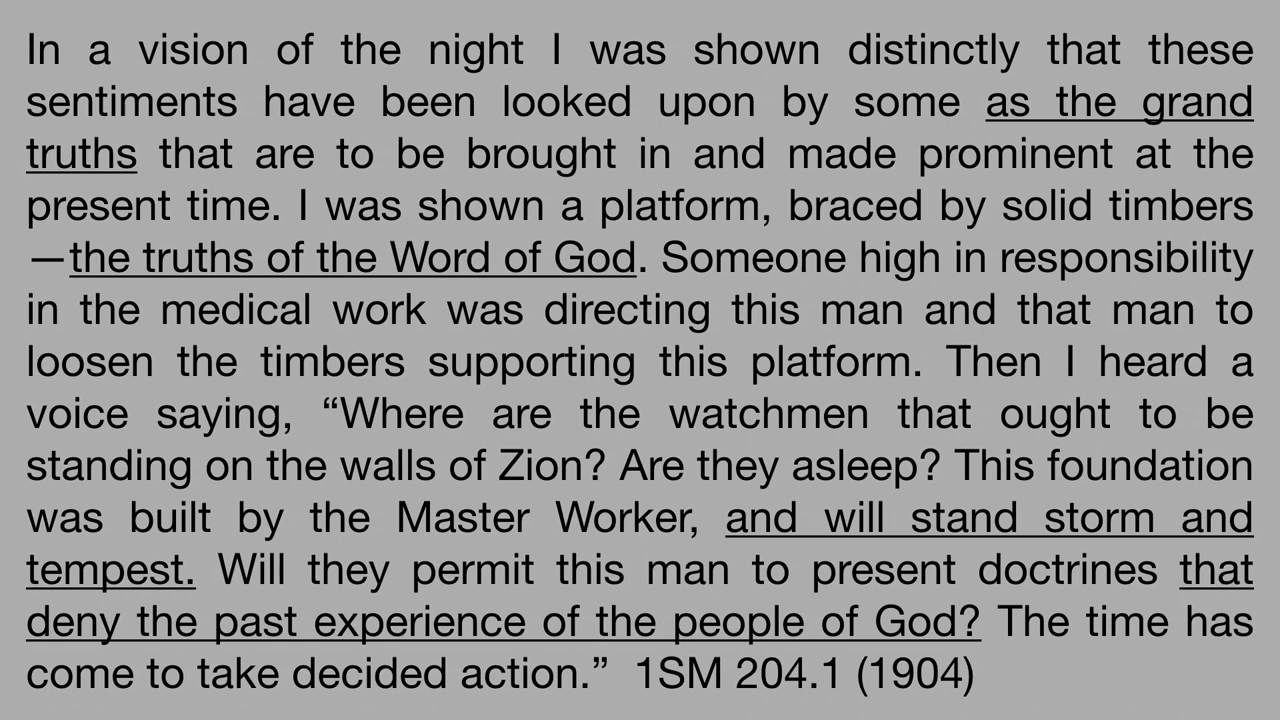 In a vision of the night I was shown distinctly that these
sentiments have been looked upon by some as the grand
truths that are to be brought in and made prominent at the
present time. I was shown a platform, braced by solid timbers
—the truths of the Word of God. Someone high in responsibility
in the medical work was directing this man and that man to
loosen the timbers supporting this platform. Then I heard a
voice saying, “Where are the watchmen that ought to be
standing on the walls of Zion? Are they asleep? This foundation
was built by the Master Worker, and will stand storm and
tempest. Will they permit this man to present doctrines that
deny the past experience of the people of God? The time has
come to take decided action.” 1SM 204.1 (1904)